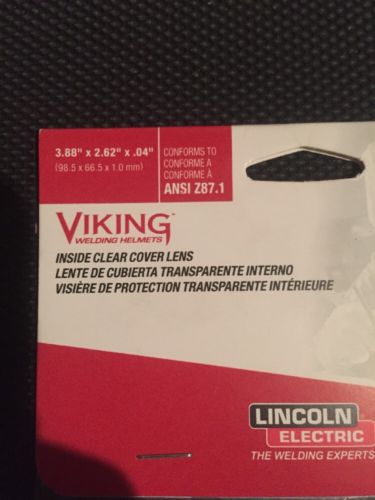 3.88" x 2.62" x .04"
(98.5 x 66.5 x 1.0 mm)
CONFORMS TO
CONFORME A
CONFORME À
ANSI Z87.1
VIKING™
WELDING HELMETS
INSIDE CLEAR COVER LENS
LENTE DE CUBIERTA TRANSPARENTE INTERNO
VISIÈRE DE PROTECTION TRANSPARENTE INTÉRIEURE
LINCOLN
ELECTRIC
THE WELDING EXPERTS